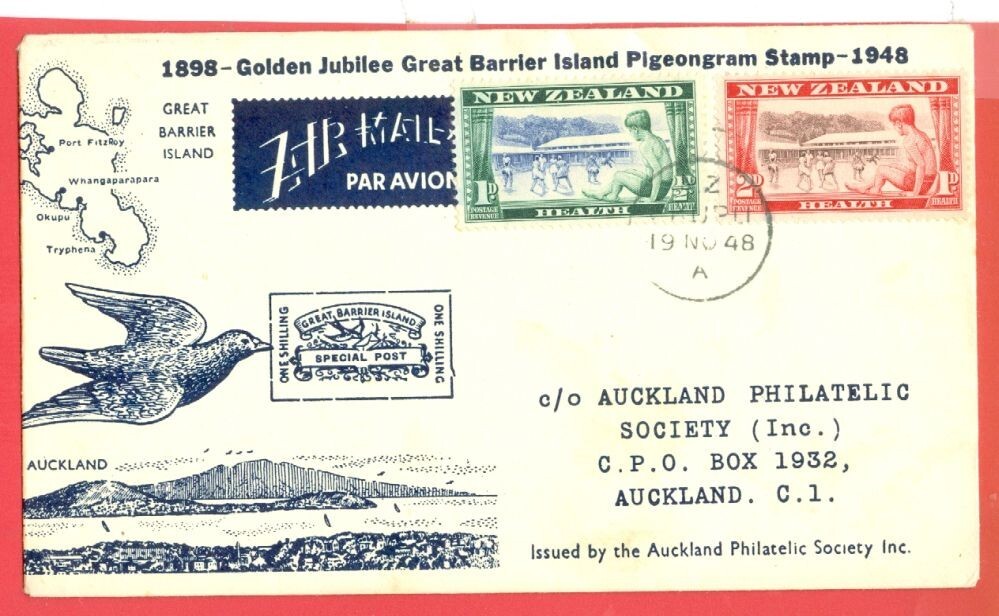 1898-Golden Jubilee Great Barrier Island Pigeongram Stamp-1948
GREAT
BARRIER
ISLAND
Port FitzRoy
Whangaparapara
Okupu
Tryphena
AIR MAIL
PAR AVION
NEW ZEALAND
1D
POSTAGE
REVENUE
HEALTH
½D
HEALTH
NEW ZEALAND
2D
POSTAGE
REVENUE
HEALTH
1D
HEALTH
19 NO 48
A
GREAT BARRIER ISLAND
SPECIAL POST
ONE SHILLING
ONE SHILLING
AUCKLAND
c/o AUCKLAND PHILATELIC
SOCIETY (Inc.)
C.P.O. BOX 1932,
AUCKLAND. C.1.
Issued by the Auckland Philatelic Society Inc.